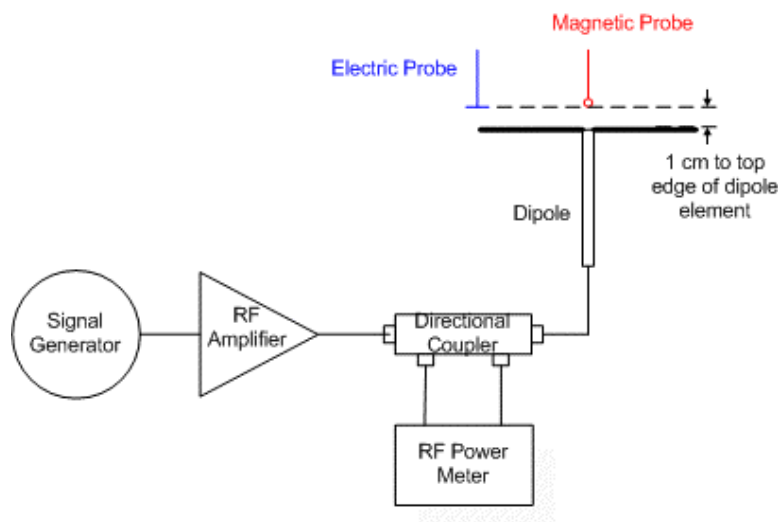 Magnetic Probe
Electric Probe
1 cm to top
edge of dipole
element
Dipole
Signal
Generator
RF
Amplifier
Directional
Coupler
RF Power
Meter